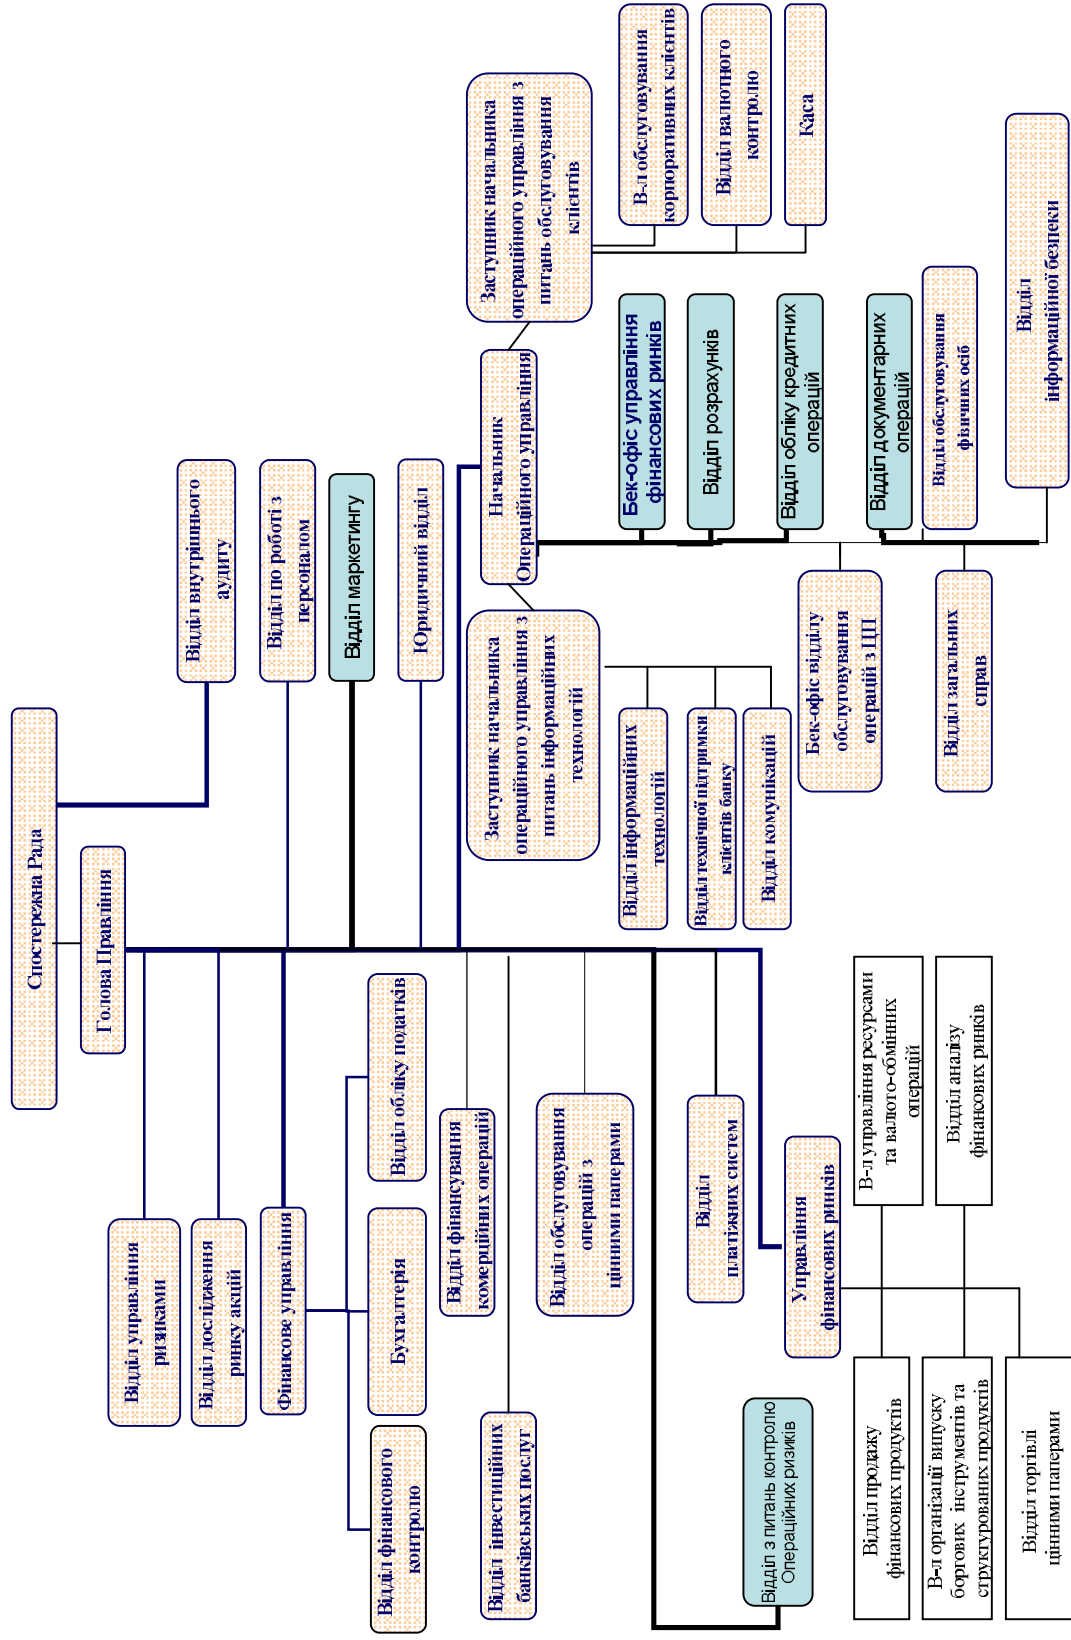 Спостережна Рада
Голова Правління
Відділ внутрішнього
аудиту
Відділ по роботі з
персоналом
Відділ маркетингу
Юридичний відділ
Відділ управління
ризиками
Відділ дослідження
ринку акцій
Фінансове управління
Відділ фінансового
контролю
Бухгалтерія
Відділ обліку податків
Відділ фінансування
комерційних операцій
Відділ інвестиційних
банківських послуг
Відділ обслуговування
операцій з
цінними паперами
Відділ
платіжних систем
Відділ з питань контролю
Операційних ризиків
Управління
фінансових ринків
Відділ продажу
фінансових продуктів
В-л управління ресурсами
та валюто-обмінних
операцій
В-л організації випуску
боргових інструментів та
структурованих продуктів
Відділ аналізу
фінансових ринків
Відділ торгівлі
цінними паперами
Начальник
Операційного управління
Заступник начальника
операційного управління з
питань інформаційних
технологій
Заступник начальника
операційного управління з
питань обслуговування
клієнтів
Відділ інформаційних
технологій
Відділ технічної підтримки
клієнтів банку
Відділ комунікацій
Бек-офіс управління
фінансових ринків
Відділ розрахунків
Відділ обліку кредитних
операцій
Відділ документарних
операцій
Бек-офіс відділу
обслуговування
операцій з ЦП
Відділ обслуговування
фізичних осіб
Відділ загальних
справ
Відділ
інформаційної безпеки
В-л обслуговування
корпоративних клієнтів
Відділ валютного
контролю
Каса